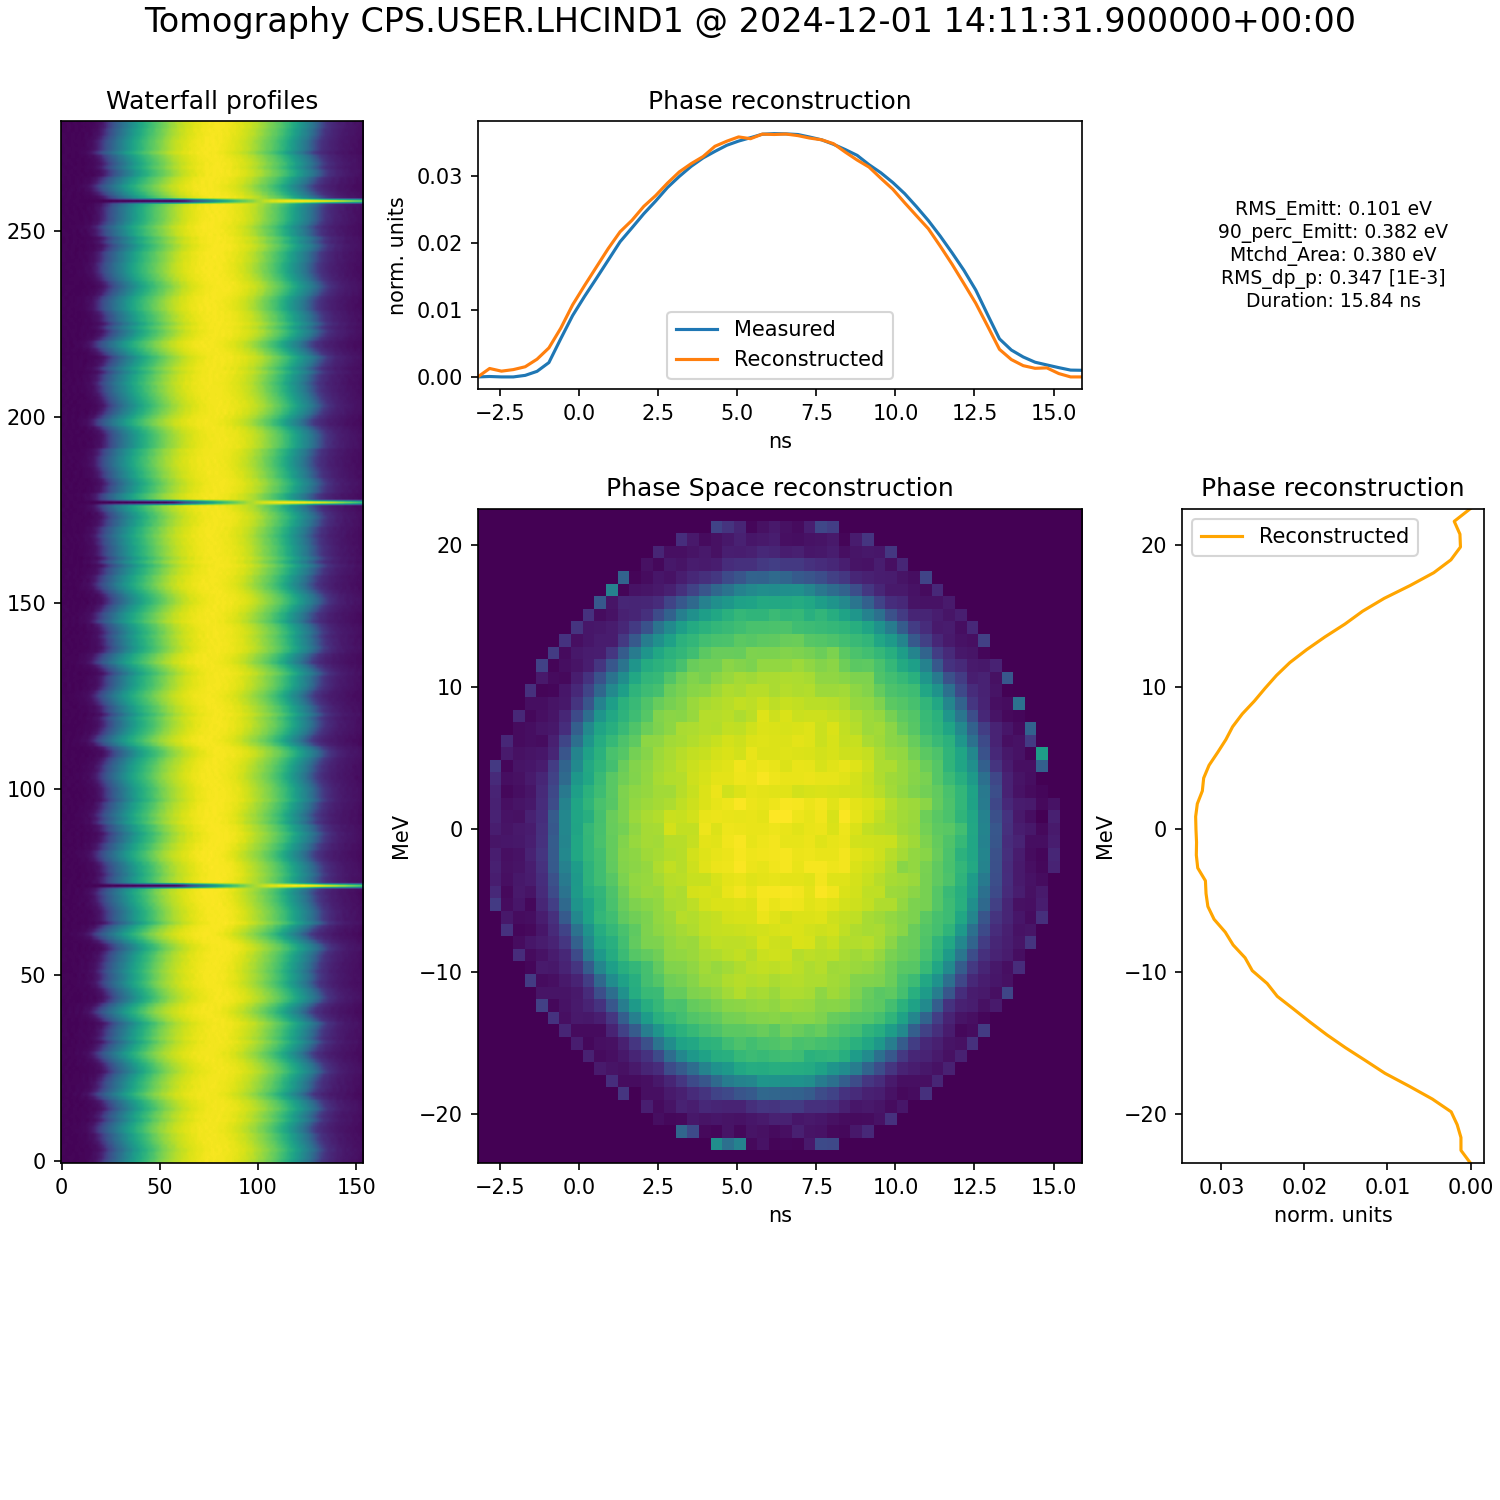 Tomography CPS.USER.LHCIND1 @ 2024-12-01 14:11:31.900000+00:00
Waterfall profiles
250
200
150
100
50
0
0 50 100 150
Phase reconstruction
norm. units
0.03
0.02
0.01
0.00
Measured
Reconstructed
−2.5 0.0 2.5 5.0 7.5 10.0 12.5 15.0
ns
RMS_Emitt: 0.101 eV
90_perc_Emitt: 0.382 eV
Mtchd_Area: 0.380 eV
RMS_dp_p: 0.347 [1E-3]
Duration: 15.84 ns
Phase Space reconstruction
MeV
20
10
0
−10
−20
−2.5 0.0 2.5 5.0 7.5 10.0 12.5 15.0
ns
Phase reconstruction
Reconstructed
MeV
20
10
0
−10
−20
0.03 0.02 0.01 0.00
norm. units